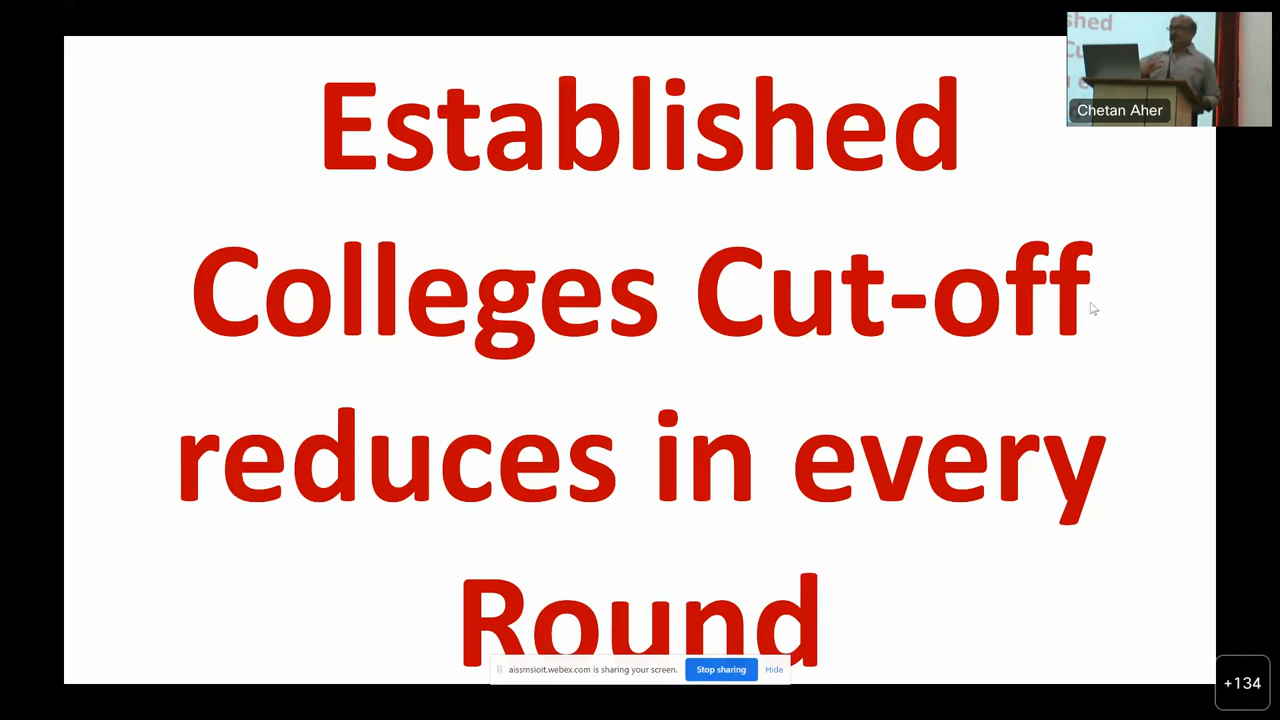 Established
Colleges Cut-off
reduces in every
Round
shed
Chetan Aher
aissmsioit.webex.com is sharing your screen.
Stop sharing
Hide
+134